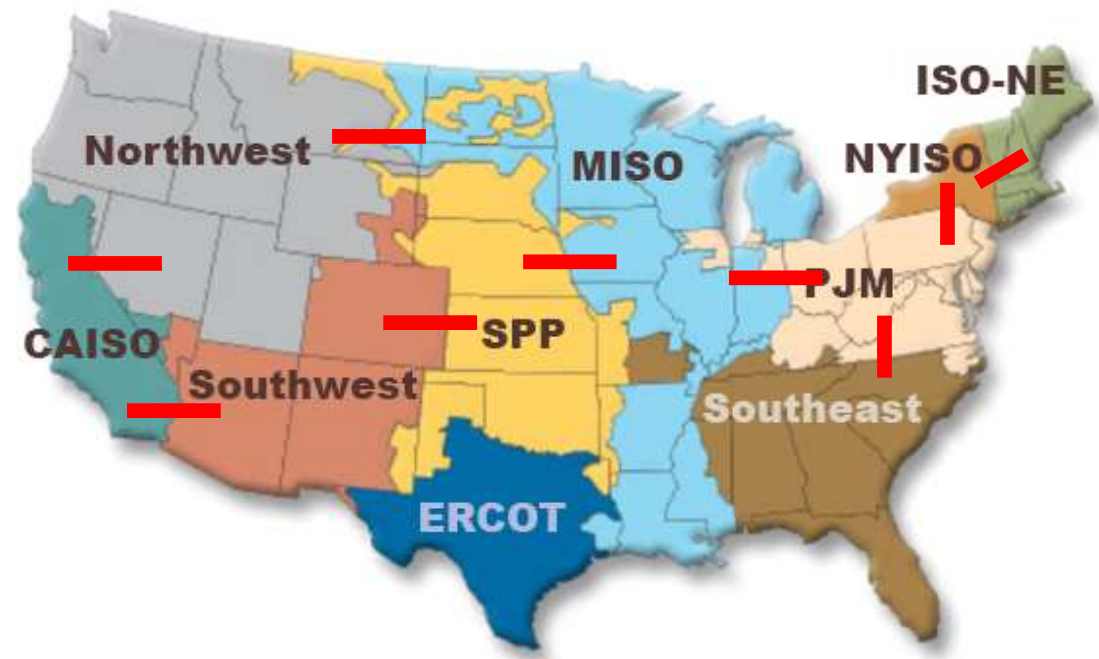 ISO-NE
Northwest
MISO
NYISO
PJM
CAISO
SPP
Southwest
Southeast
ERCOT